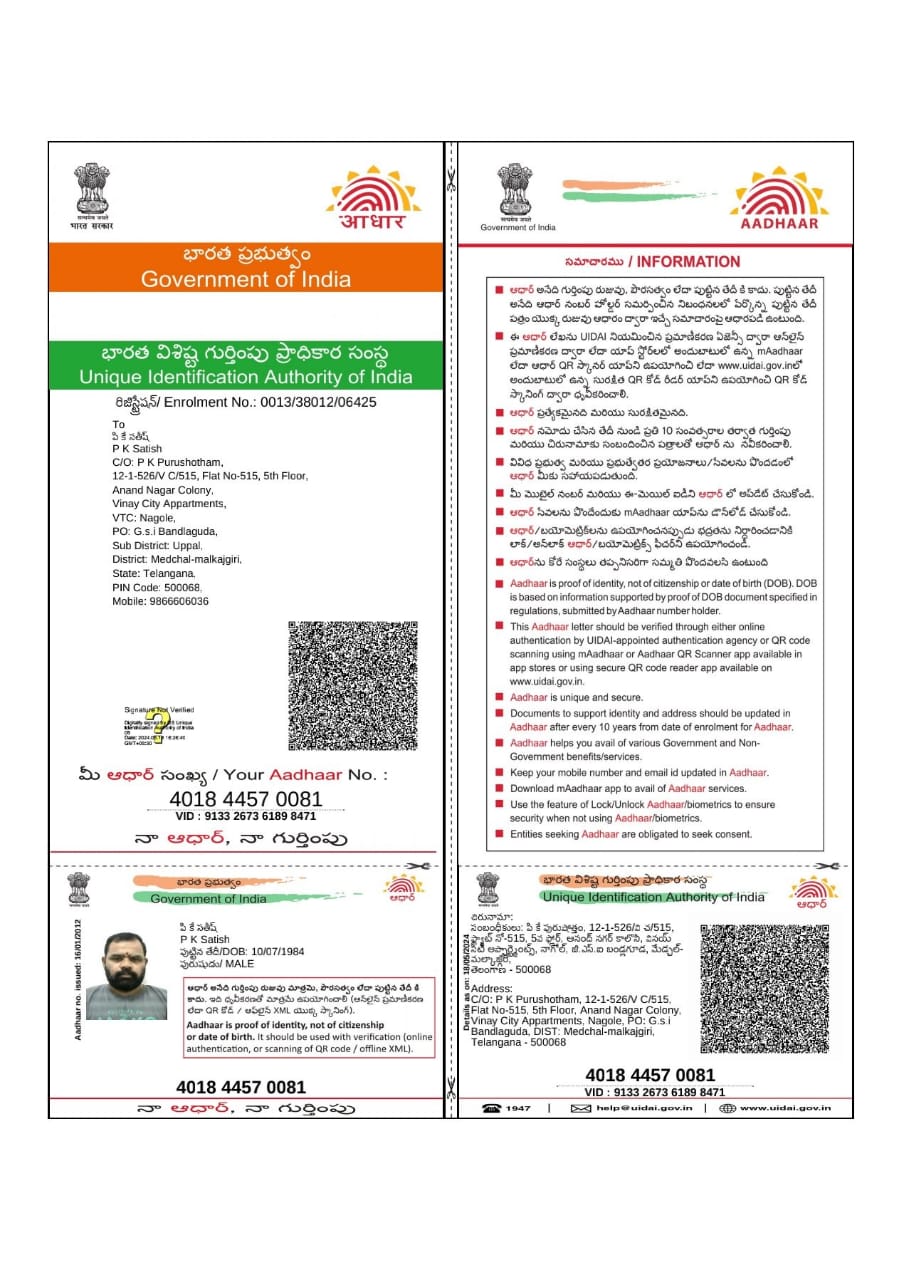 सत्यमेव जयते
भारत सरकार
आधार
భారత ప్రభుత్వం
Government of India
భారత విశిష్ట గుర్తింపు ప్రాధికార సంస్థ
Unique Identification Authority of India
రిజిస్ట్రేషన్/ Enrolment No.: 0013/38012/06425
To
పి కే సతీష్
P K Satish
C/O: P K Purushotham,
12-1-526/V C/515, Flat No-515, 5th Floor,
Anand Nagar Colony,
Vinay City Appartments,
VTC: Nagole,
PO: G.s.i Bandlaguda,
Sub District: Uppal,
District: Medchal-malkajgiri,
State: Telangana,
PIN Code: 500068,
Mobile: 9866606036
Signature Not Verified
Digitally signed by DS Unique
Identification Authority of India
05
GMT+05:30
మీ ఆధార్ సంఖ్య / Your Aadhaar No. :
4018 4457 0081
VID : 9133 2673 6189 8471
నా ఆధార్, నా గుర్తింపు
सत्यमेव जयते
Government of India
AADHAAR
సమాచారము / INFORMATION
ఆధార్ అనేది గుర్తింపు రుజువు, పౌరసత్వం లేదా పుట్టిన తేదీ కి కాదు. పుట్టిన తేదీ
అనేది ఆధార్ నంబర్ హోల్డర్ సమర్పించిన నిబంధనలలో పేర్కొన్న పుట్టిన తేదీ
పత్రం యొక్క రుజువు ఆధారం ద్వారా ఇచ్చే సమాచారంపై ఆధారపడి ఉంటుంది.
ఈ ఆధార్ లేఖను UIDAI నియమించిన ప్రమాణీకరణ ఏజెన్సీ ద్వారా ఆన్‌లైన్
ప్రమాణీకరణ ద్వారా లేదా యాప్ స్టోర్‌లలో అందుబాటులో ఉన్న mAadhaar
లేదా ఆధార్ QR స్కానర్ యాప్‌ని ఉపయోగించి లేదా www.uidai.gov.inలో
అందుబాటులో ఉన్న సురక్షిత QR కోడ్ రీడర్ యాప్‌ని ఉపయోగించి QR కోడ్
స్కానింగ్ ద్వారా ధృవీకరించాలి.
ఆధార్ ప్రత్యేకమైనది మరియు సురక్షితమైనది.
ఆధార్ నమోదు చేసిన తేదీ నుండి ప్రతి 10 సంవత్సరాల తర్వాత గుర్తింపు
మరియు చిరునామాకు సంబందించిన పత్రాలతో ఆధార్ ను నవీకరించాలి.
వివిధ ప్రభుత్వ మరియు ప్రభుత్వేతర ప్రయోజనాలు/సేవలను పొందడంలో
ఆధార్ మీకు సహాయపడుతుంది.
మీ మొబైల్ నంబర్ మరియు ఈ-మెయిల్ ఐడిని ఆధార్ లో అప్‌డేట్ చేసుకోండి.
ఆధార్ సేవలను పొందేందుకు mAadhaar యాప్‌ను డౌన్‌లోడ్ చేసుకోండి.
ఆధార్/బయోమెట్రిక్‌లను ఉపయోగించనప్పుడు భద్రతను నిర్ధారించడానికి
లాక్/అన్‌లాక్ ఆధార్/బయోమెట్రిక్స్ ఫీచర్‌ని ఉపయోగించండి.
ఆధార్‌ను కోరే సంస్థలు తప్పనిసరిగా సమ్మతి పొందవలసి ఉంటుంది
Aadhaar is proof of identity, not of citizenship or date of birth (DOB). DOB
is based on information supported by proof of DOB document specified in
regulations, submitted by Aadhaar number holder.
This Aadhaar letter should be verified through either online
authentication by UIDAI-appointed authentication agency or QR code
scanning using mAadhaar or Aadhaar QR Scanner app available in
app stores or using secure QR code reader app available on
www.uidai.gov.in.
Aadhaar is unique and secure.
Documents to support identity and address should be updated in
Aadhaar after every 10 years from date of enrolment for Aadhaar.
Aadhaar helps you avail of various Government and Non-
Government benefits/services.
Keep your mobile number and email id updated in Aadhaar.
Download mAadhaar app to avail of Aadhaar services.
Use the feature of Lock/Unlock Aadhaar/biometrics to ensure
security when not using Aadhaar/biometrics.
Entities seeking Aadhaar are obligated to seek consent.
భారత ప్రభుత్వం
Government of India
ఆధార్
Aadhaar no. issued: 16/01/2012
పి కే సతీష్
P K Satish
పుట్టిన తేదీ/DOB: 10/07/1984
పురుషుడు/ MALE
ఆధార్ అనేది గుర్తింపు రుజువు మాత్రమే, పౌరసత్వం లేదా పుట్టిన తేదీ కి
కాదు. ఇది ధృవీకరణతో మాత్రమే ఉపయోగించాలి (ఆన్‌లైన్ ప్రమాణీకరణ
లేదా QR కోడ్ / ఆఫ్‌లైన్ XML యొక్క స్కానింగ్).
Aadhaar is proof of identity, not of citizenship
or date of birth. It should be used with verification (online
authentication, or scanning of QR code / offline XML).
4018 4457 0081
నా ఆధార్, నా గుర్తింపు
భారత విశిష్ట గుర్తింపు ప్రాధికార సంస్థ
Unique Identification Authority of India
ఆధార్
Details as on: 18/05/2024
చిరునామా:
సంబంధీకులు: పి కే పురుషోత్తం, 12-1-526/వి చ/515,
ఫ్లాట్ నో-515, 5వ ఫ్లోర్, ఆనంద్ నగర్ కాలొని, వినయ్
సిటీ అపార్ట్మెంట్స్, నాగోల్, జి.ఎస్.ఐ బండ్లగూడ, మేడ్చల్-
మల్కాజ్గిరి,
తెలంగాణ - 500068
Address:
C/O: P K Purushotham, 12-1-526/V C/515,
Flat No-515, 5th Floor, Anand Nagar Colony,
Vinay City Appartments, Nagole, PO: G.s.i
Bandlaguda, DIST: Medchal-malkajgiri,
Telangana - 500068
4018 4457 0081
VID : 9133 2673 6189 8471
1947 | help@uidai.gov.in | www.uidai.gov.in